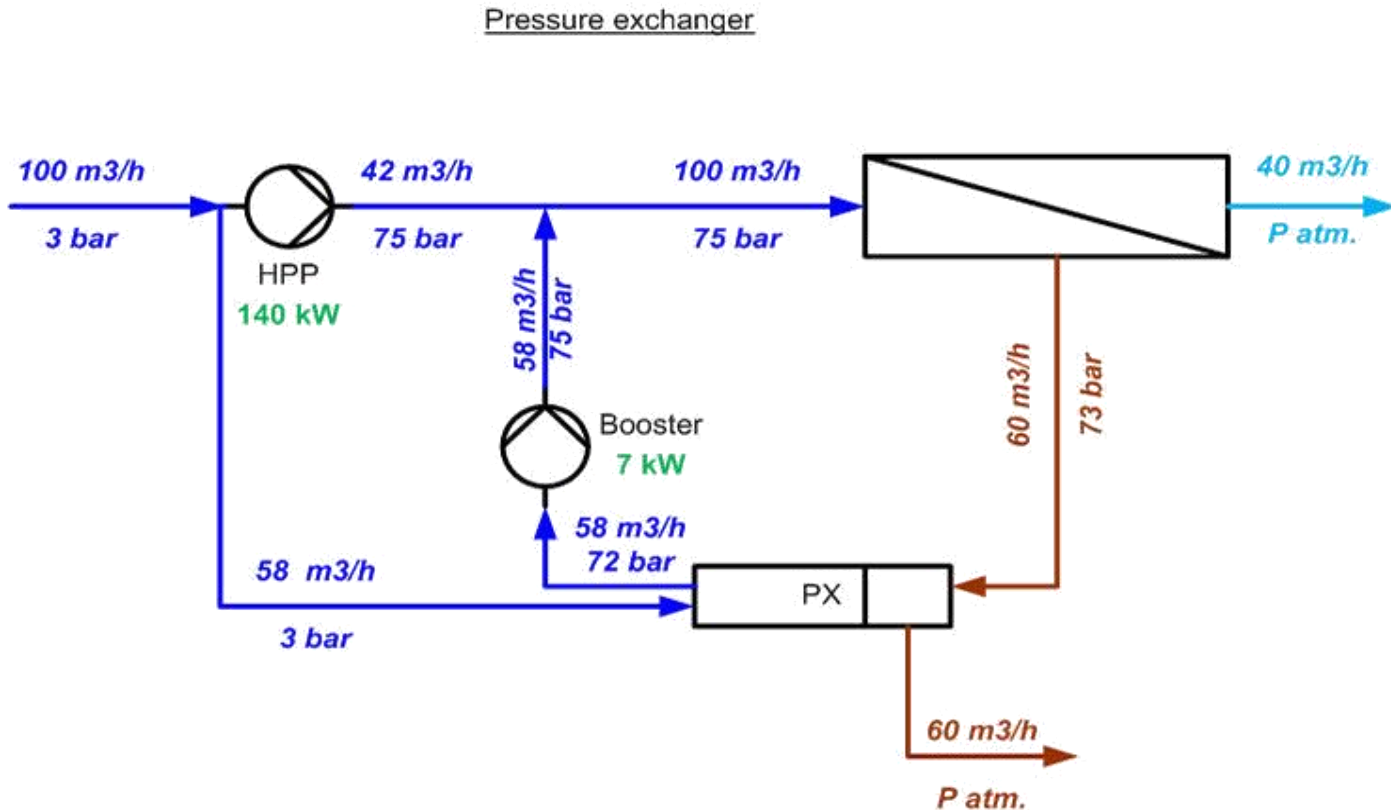 Pressure exchanger
100 m3/h
3 bar
HPP
140 kW
42 m3/h
75 bar
100 m3/h
75 bar
40 m3/h
P atm.
58 m3/h
75 bar
60 m3/h
73 bar
Booster
7 kW
58 m3/h
72 bar
58 m3/h
3 bar
PX
60 m3/h
P atm.